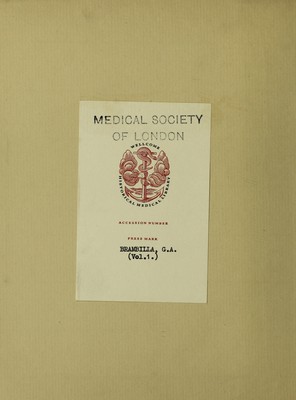 MEDICAL SOCIETY
OF LONDON
WELLCOME
HISTORICAL MEDICAL LIBRARY
ACCESSION NUMBER
PRESS MARK
BRAMBILLA, G.A.
(Vol.1.)